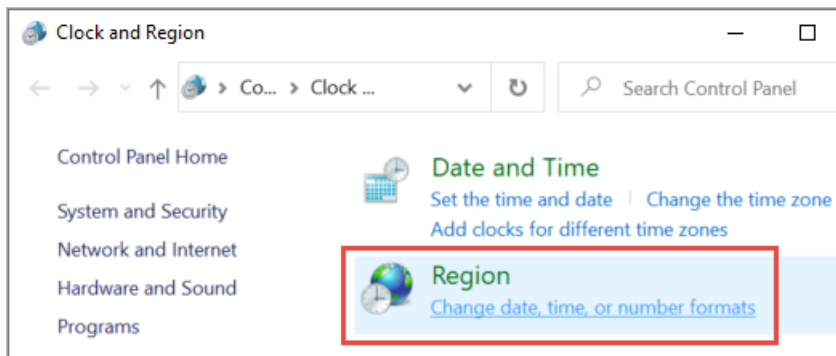 Clock and Region
Co... > Clock ...
Search Control Panel
Control Panel Home
System and Security
Network and Internet
Hardware and Sound
Programs
Date and Time
Set the time and date | Change the time zone
Add clocks for different time zones
Region
Change date, time, or number formats